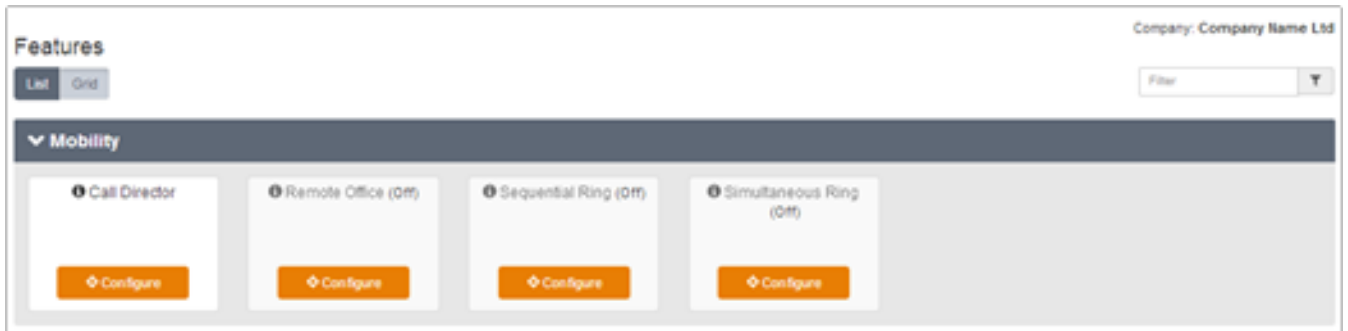 Company: Company Name Ltd
Features
List Grid
Filter
Mobility
Call Director
Remote Office (Off)
Sequential Ring (Off)
Simultaneous Ring
(Off)
Configure
Configure
Configure
Configure